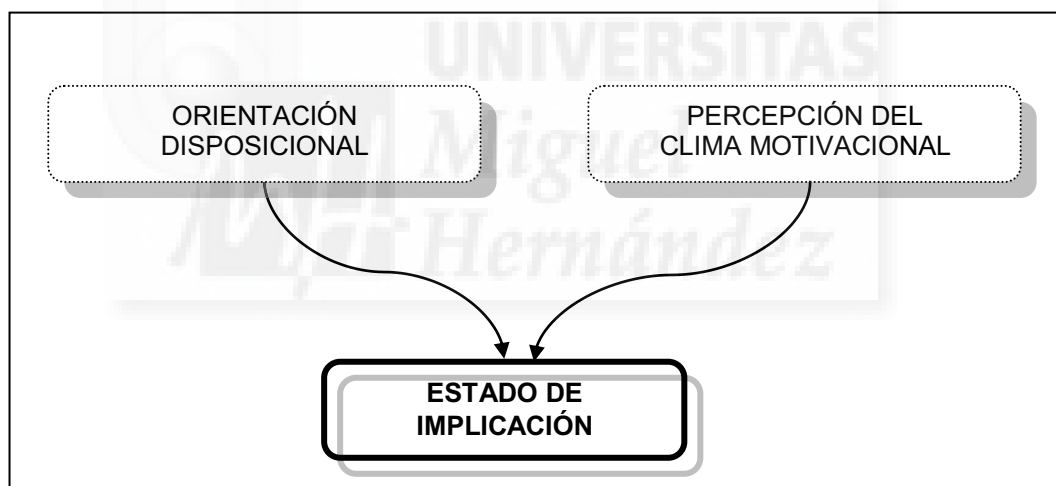 UNIVERSITAS
Miguel
Hernández
ORIENTACIÓN
DISPOSICIONAL
PERCEPCIÓN DEL
CLIMA MOTIVACIONAL
ESTADO DE
IMPLICACIÓN